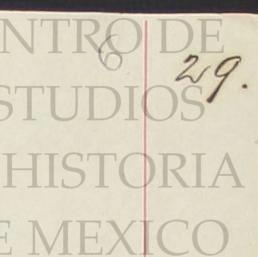 NTRO DE
6
29.
STUDIOS
HISTORIA
E MEXICO